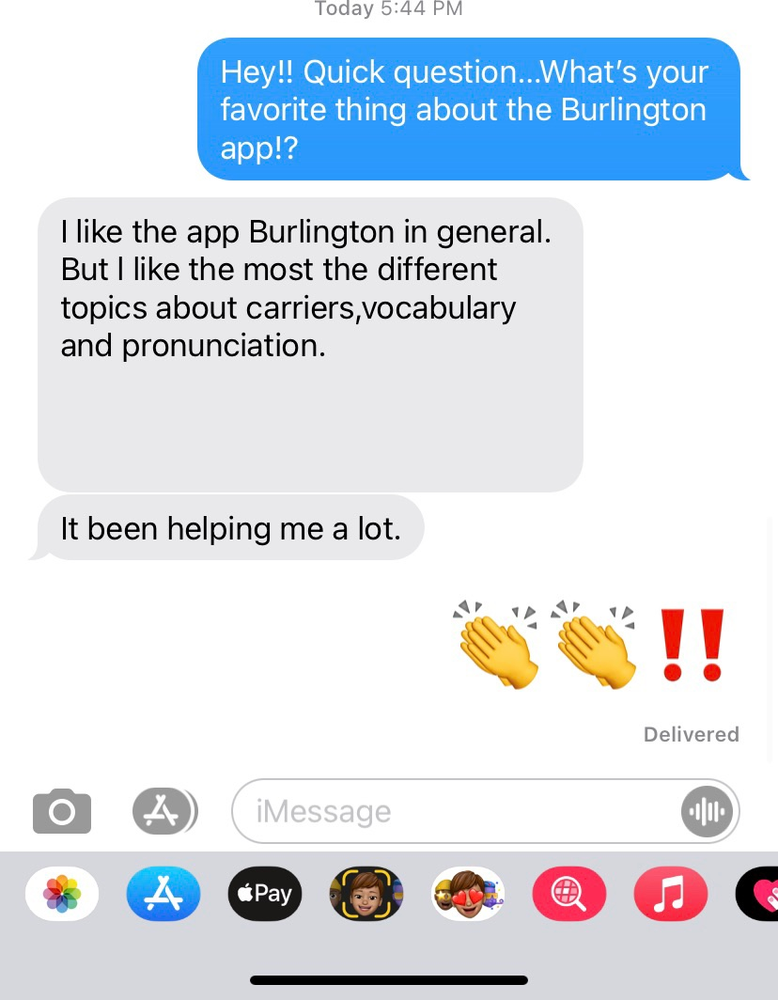 Today 5:44 PM
Hey!! Quick question...What's your
favorite thing about the Burlington
app!?
I like the app Burlington in general.
But I like the most the different
topics about carriers,vocabulary
and pronunciation.
It been helping me a lot.
👏👏‼️
Delivered
iMessage
Pay